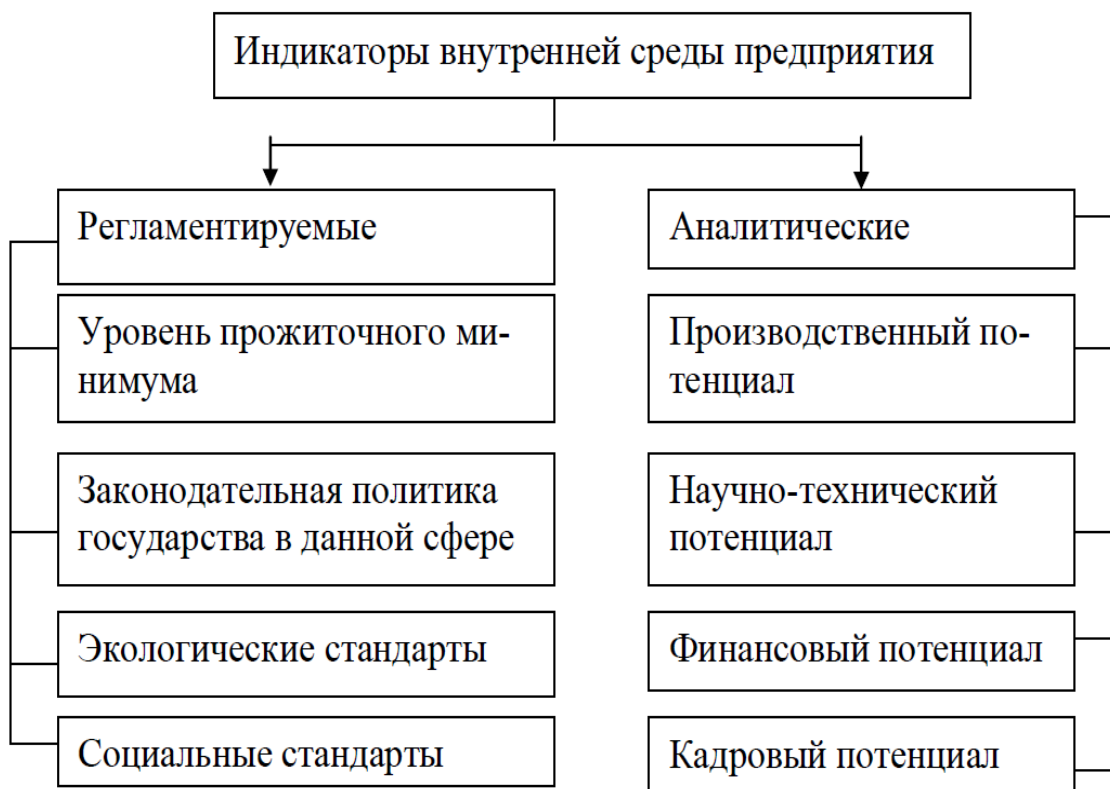 Индикаторы внутренней среды предприятия
Регламентируемые
Уровень прожиточного ми-
нимума
Законодательная политика
государства в данной сфере
Экологические стандарты
Социальные стандарты
Аналитические
Производственный по-
тенциал
Научно-технический
потенциал
Финансовый потенциал
Кадровый потенциал